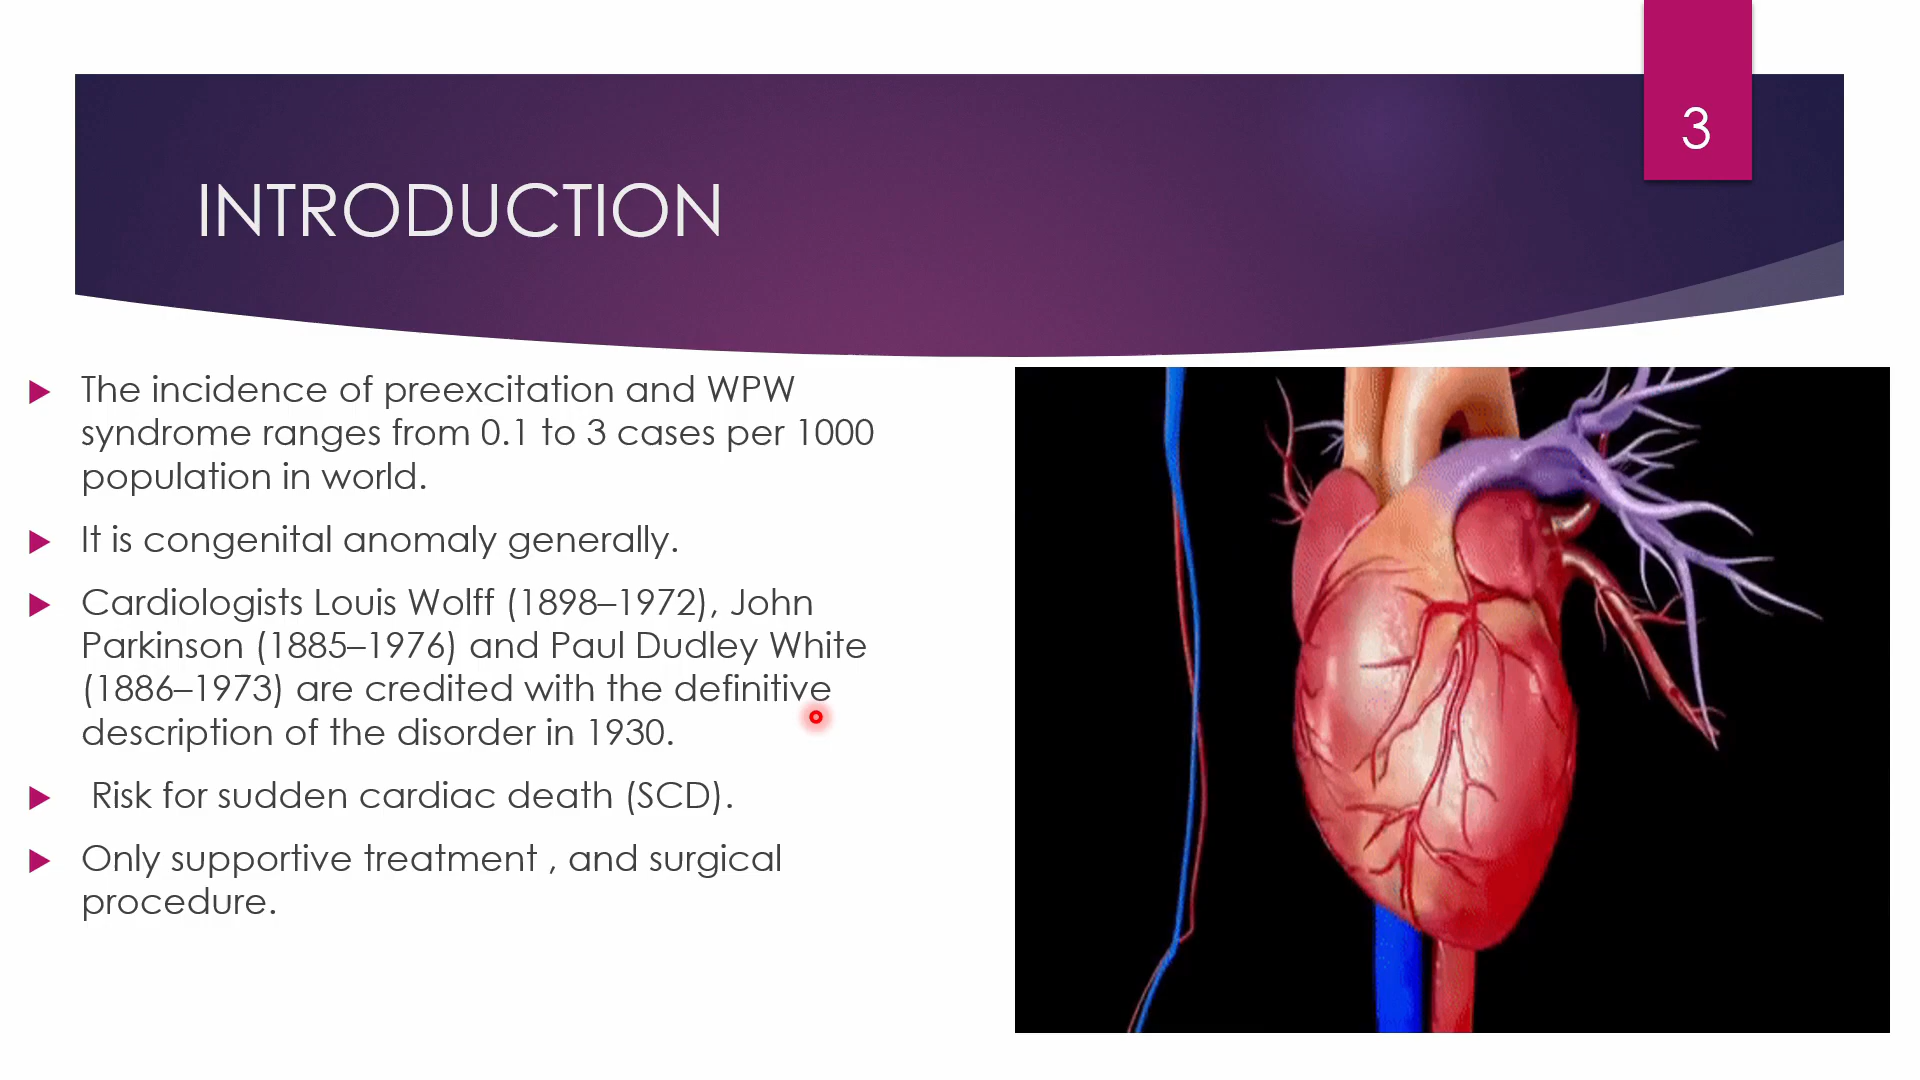 3
INTRODUCTION
The incidence of preexcitation and WPW
syndrome ranges from 0.1 to 3 cases per 1000
population in world.
It is congenital anomaly generally.
Cardiologists Louis Wolff (1898–1972), John
Parkinson (1885–1976) and Paul Dudley White
(1886–1973) are credited with the definitive
description of the disorder in 1930.
Risk for sudden cardiac death (SCD).
Only supportive treatment , and surgical
procedure.